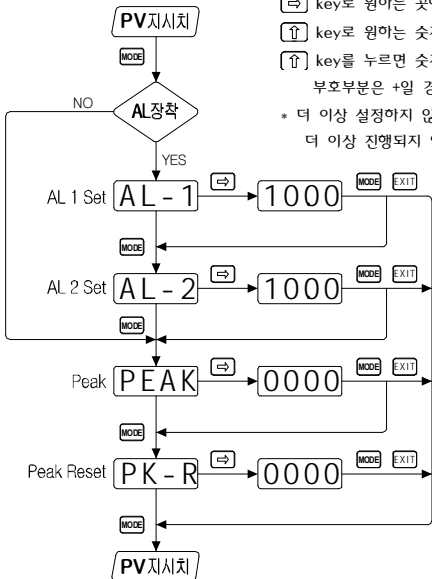 PV지시치
⇨ key로 원하는
⇧ key로 원하는
⇧ key를 누르면
부호부분은 +일
* 더 이상 설정하지
더 이상 진행되지
MODE
NO
AL장착
YES
AL 1 Set AL-1 ⇨ 1000 MODE EXIT
MODE
AL 2 Set AL-2 ⇨ 1000 MODE EXIT
MODE
Peak PEAK ⇨ 0000 MODE EXIT
MODE
Peak Reset PK-R ⇨ 0000 MODE EXIT
MODE
PV지시치